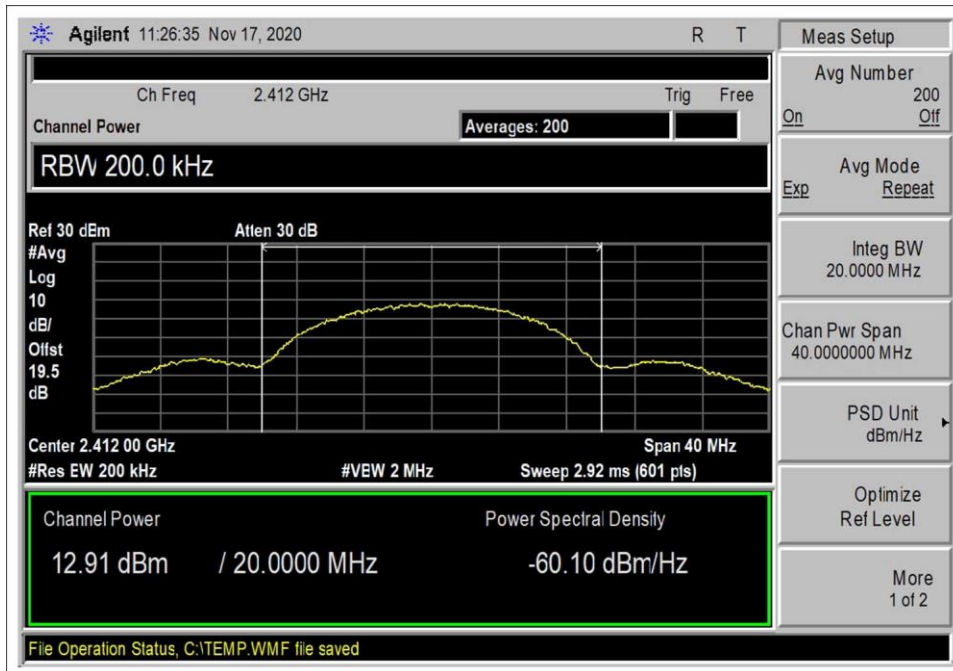 Agilent 11:26:35 Nov 17, 2020 R T
Ch Freq 2.412 GHz Trig Free
Channel Power Averages: 200
RBW 200.0 kHz
Ref 30 dBm Atten 30 dB
#Avg
Log
10
dB/
Offst
19.5
dB
Center 2.412 00 GHz Span 40 MHz
#Res EW 200 kHz #VEW 2 MHz Sweep 2.92 ms (601 pts)
Channel Power Power Spectral Density
12.91 dBm / 20.0000 MHz -60.10 dBm/Hz
File Operation Status, C:\TEMP.WMF file saved
Meas Setup
Avg Number
200
On Off
Avg Mode
Exp Repeat
Integ BW
20.0000 MHz
Chan Pwr Span
40.0000000 MHz
PSD Unit
dBm/Hz
Optimize
Ref Level
More
1 of 2